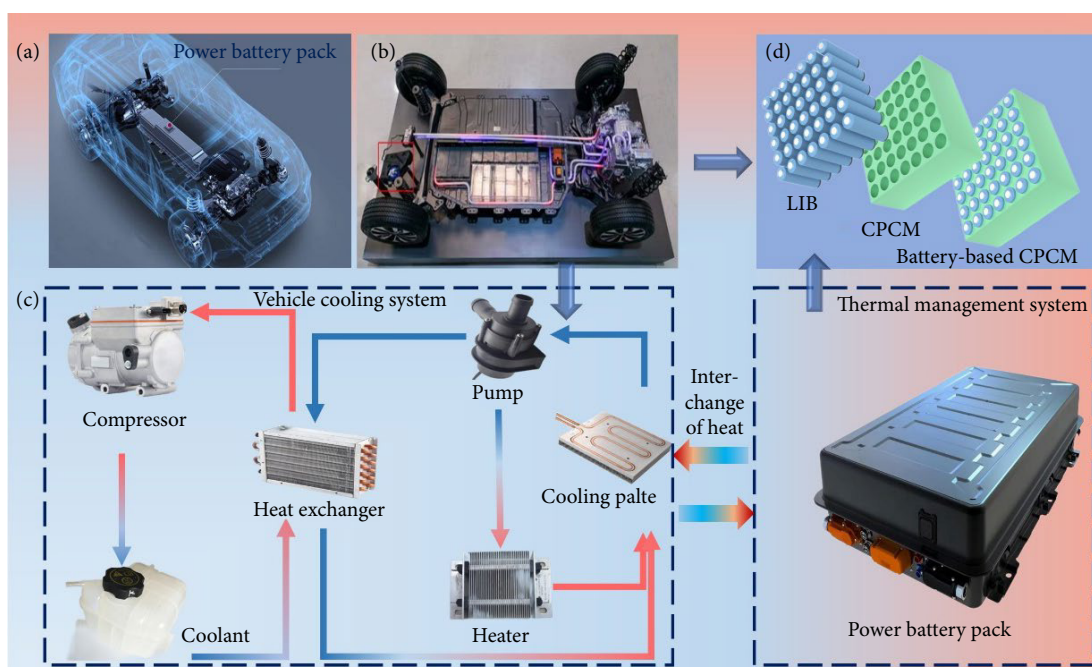 (a)
Power battery pack
(b)
(d)
LIB
CPCM
Battery-based CPCM
(c)
Vehicle cooling system
Thermal management system
Compressor
Pump
Inter-
change
of heat
Heat exchanger
Cooling palte
Coolant
Heater
Power battery pack